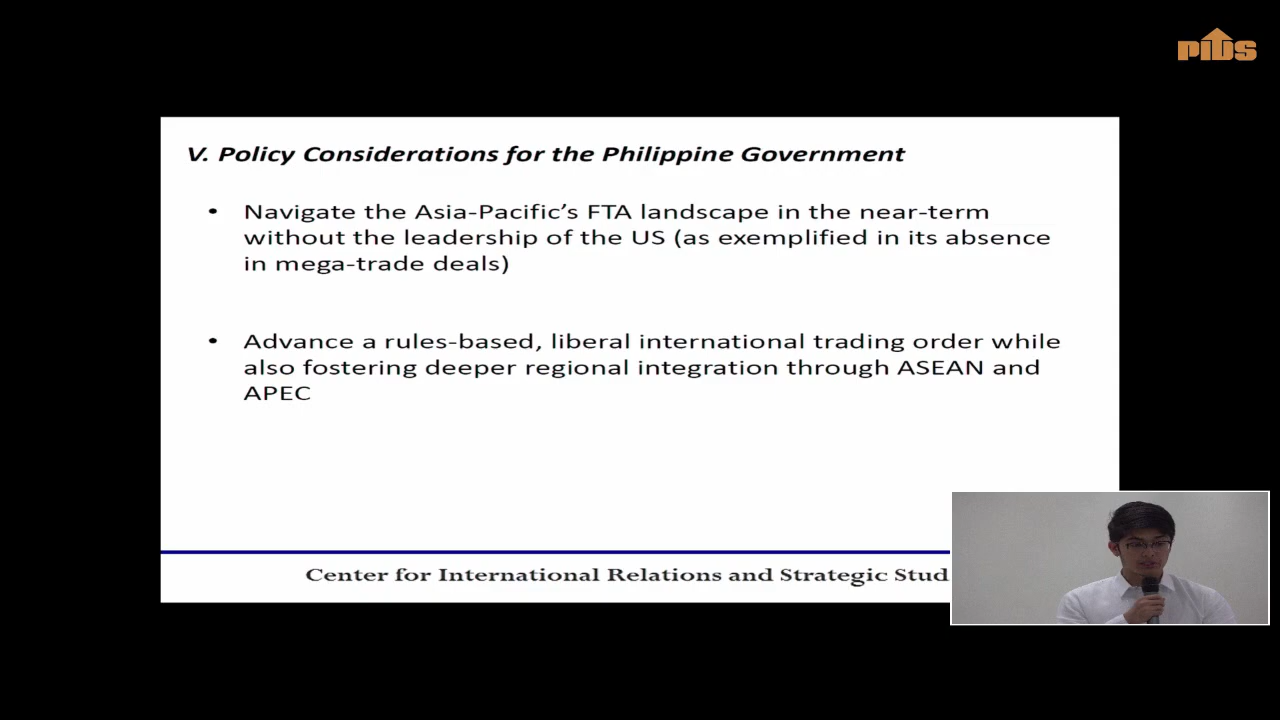 PIDS
V. Policy Considerations for the Philippine Government
• Navigate the Asia-Pacific’s FTA landscape in the near-term
without the leadership of the US (as exemplified in its absence
in mega-trade deals)
• Advance a rules-based, liberal international trading order while
also fostering deeper regional integration through ASEAN and
APEC
Center for International Relations and Strategic Stud